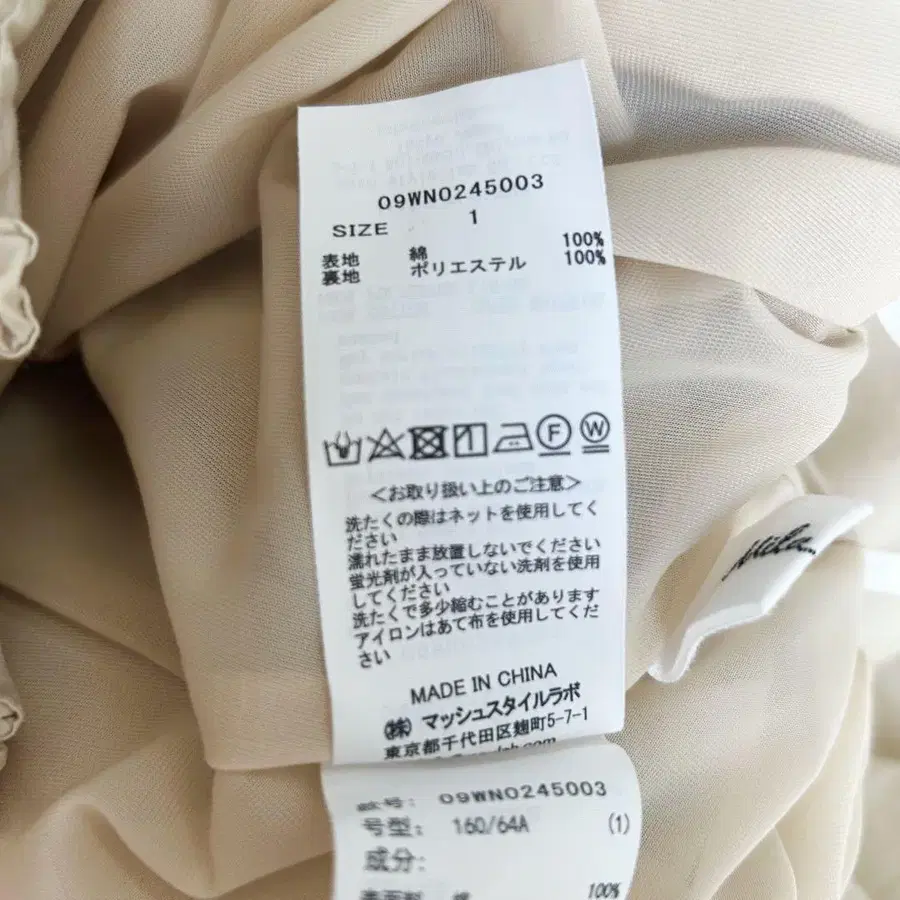 09WNO245003
SIZE 1
表地 綿 100%
裏地 ポリエステル 100%
F W
<お取り扱い上のご注意>
洗たくの際はネットを使用してく
ださい
濡れたまま放置しないでください
蛍光剤が入っていない洗剤を使用
してください
洗たくで多少縮むことがあります
アイロンはあて布を使用してくだ
さい
MADE IN CHINA
㈱ マッシュスタイルラボ
東京都千代田区麹町5-7-1
Mila
09WNO245003
号型: 160/64A (1)
成分:
100%